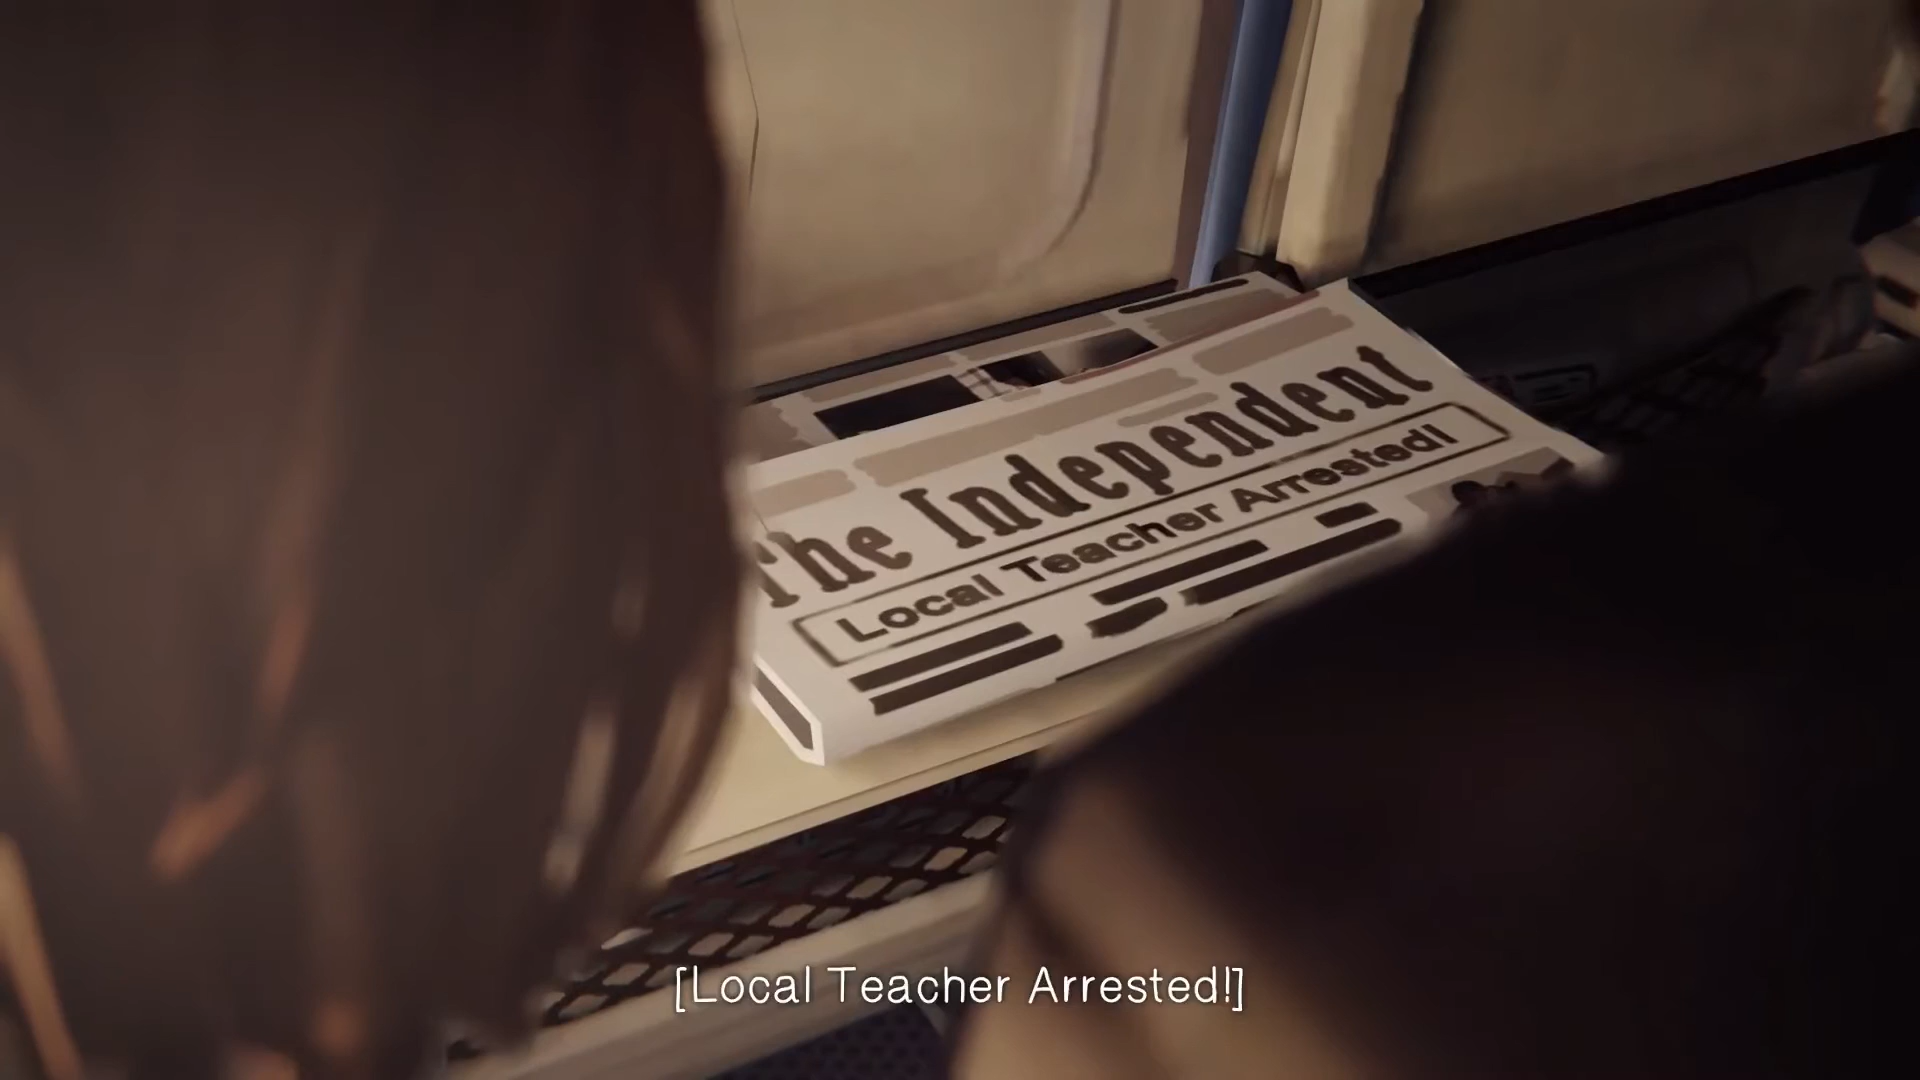 The Independent
Local Teacher Arrested!
[Local Teacher Arrested!]